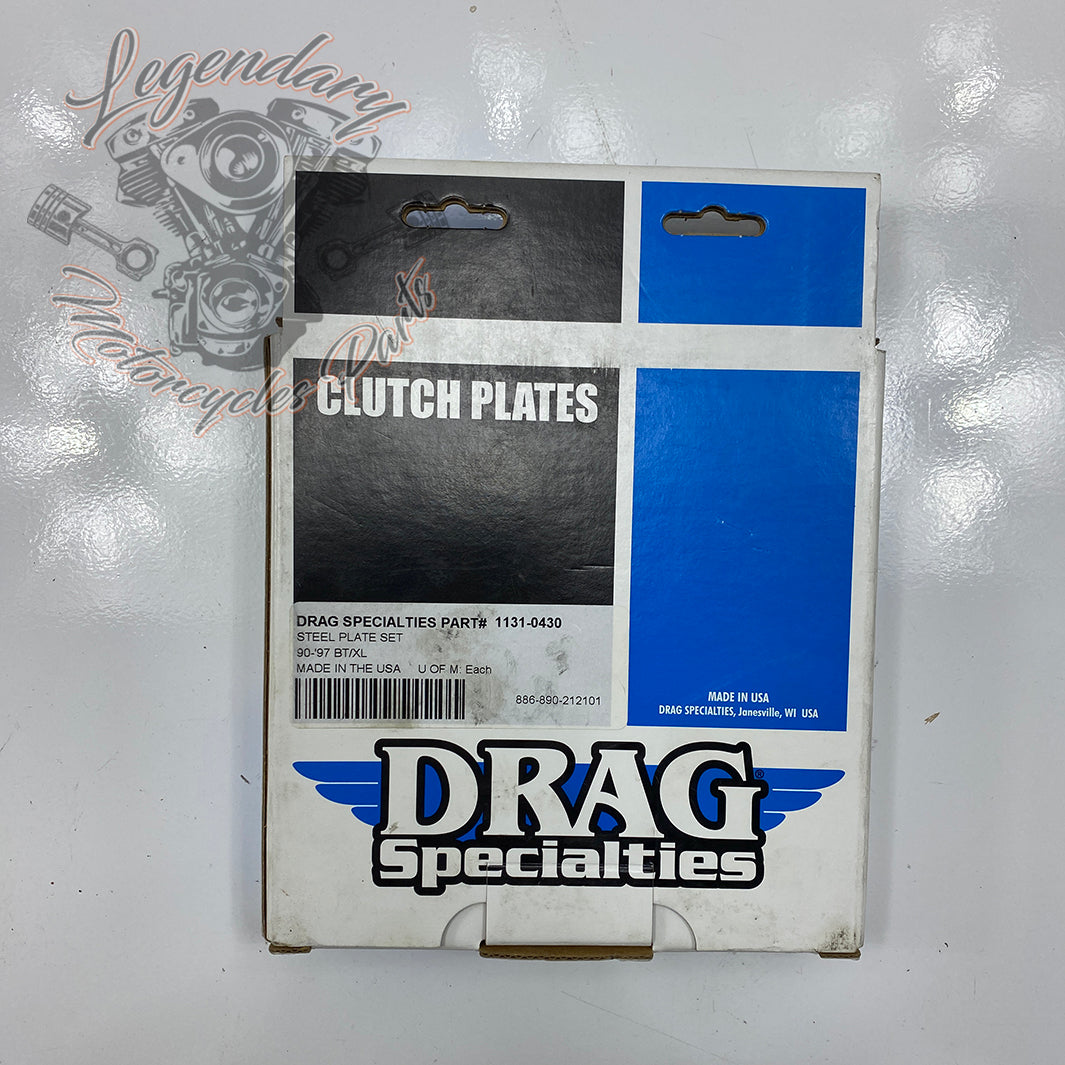 Legendary
Motorcycles Parts
CLUTCH PLATES
DRAG SPECIALTIES PART# 1131-0430
STEEL PLATE SET
90-'97 BT/XL
MADE IN THE USA U OF M: Each
886-890-212101
MADE IN USA
DRAG SPECIALTIES, Janesville, WI USA
DRAG®
Specialties